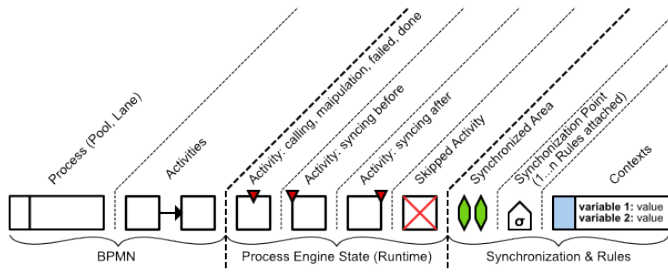 Process (Pool, Lane)
Activities
Activity: calling, maipulation, failed, done
Activity: syncing before
Activity: syncing after
Skipped Activity
Synchronized Area
Synchonization Point
(1...n Rules attached)
Contexts
σ
variable 1: value
variable 2: value
BPMN
Process Engine State (Runtime)
Synchronization & Rules